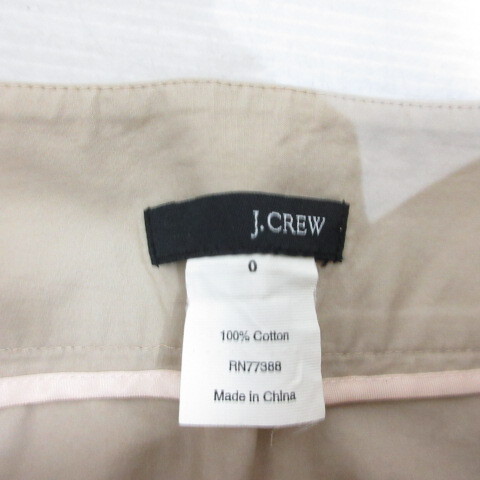 J.CREW
0
100% Cotton
RN77388
Made in China